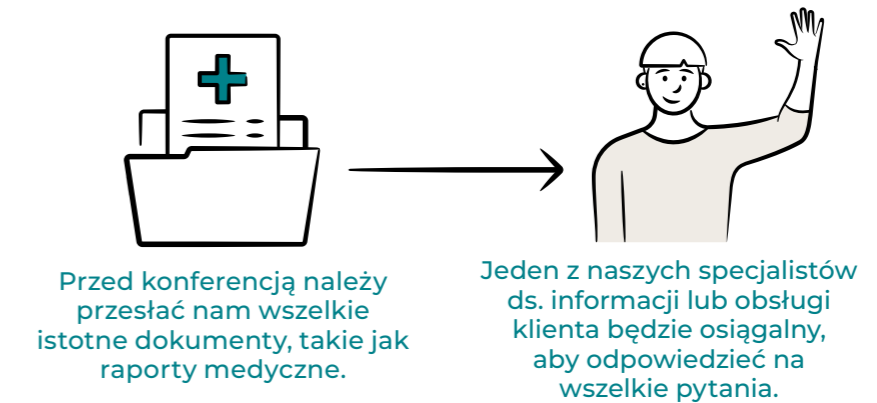 Przed konferencją należy
przesłać nam wszelkie
istotne dokumenty, takie jak
raporty medyczne.
Jeden z naszych specjalistów
ds. informacji lub obsługi
klienta będzie osiągalny,
aby odpowiedzieć na
wszelkie pytania.